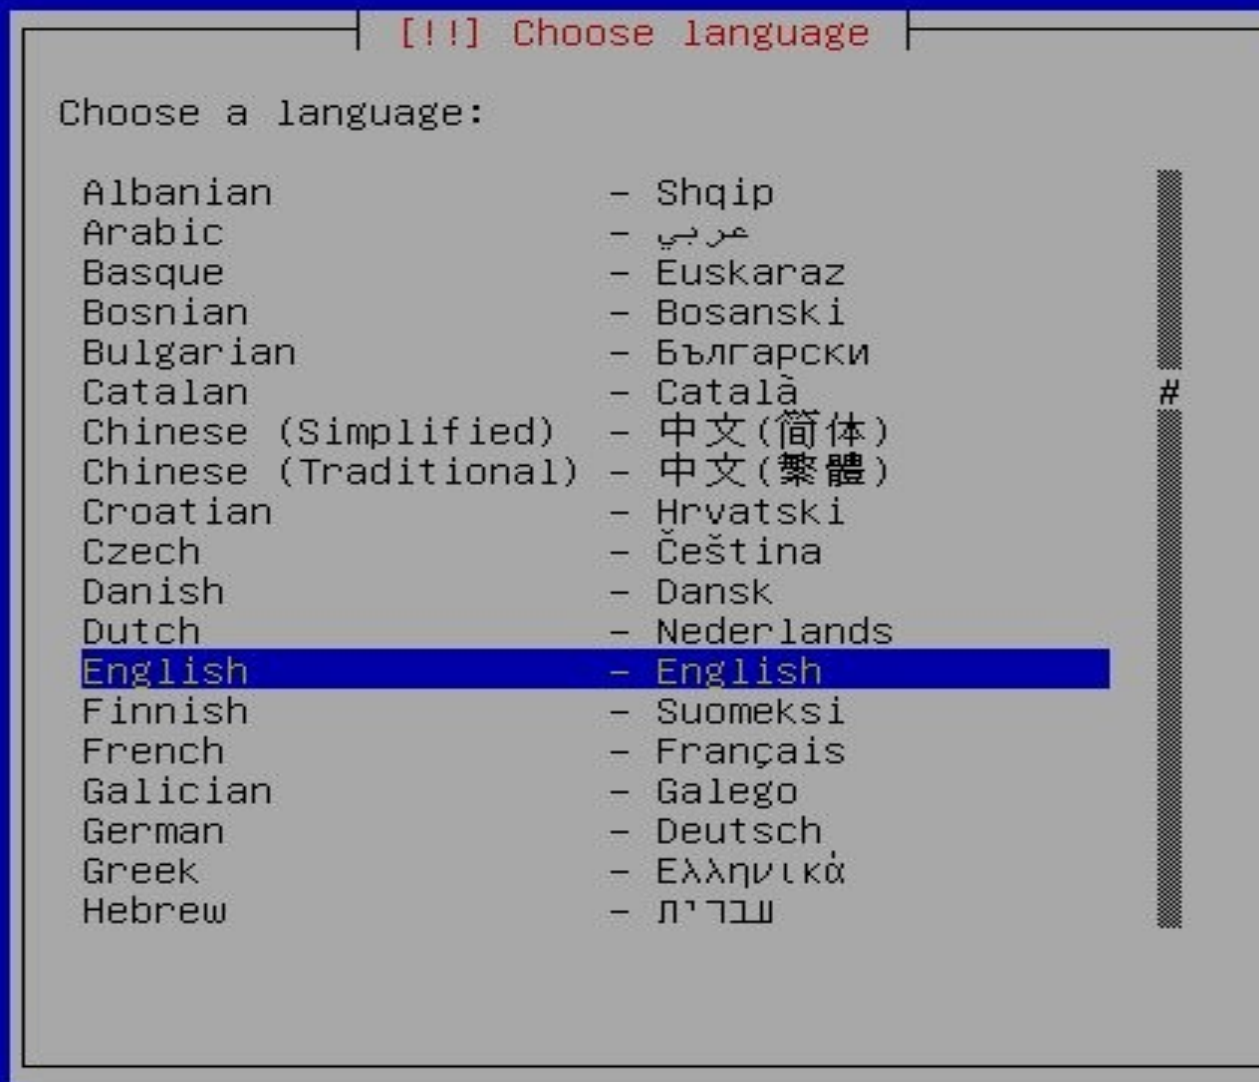 [!!] Choose language
Choose a language:
Albanian - Shqip
Arabic - عربي
Basque - Euskaraz
Bosnian - Bosanski
Bulgarian - Български
Catalan - Català
Chinese (Simplified) - 中文(简体)
Chinese (Traditional) - 中文(繁體)
Croatian - Hrvatski
Czech - Čeština
Danish - Dansk
Dutch - Nederlands
English - English
Finnish - Suomeksi
French - Français
Galician - Galego
German - Deutsch
Greek - Ελληνικά
Hebrew - עברית